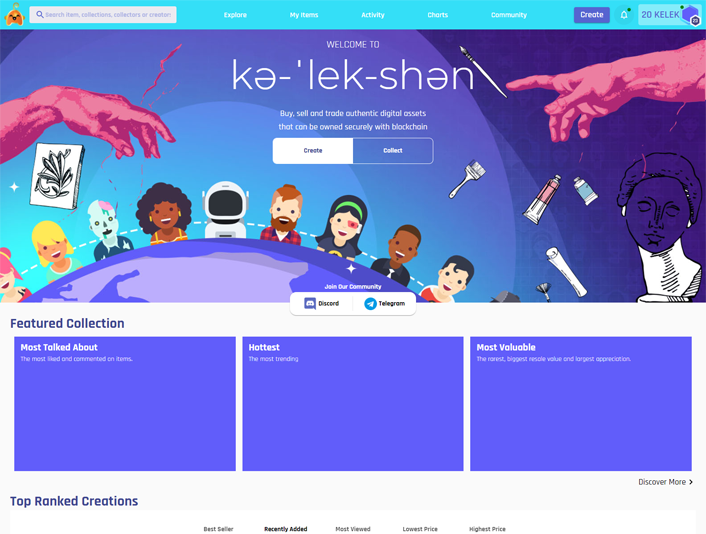 Search item, collections, collectors or creators
Explore
My Items
Activity
Charts
Community
Create
20 KELEK
WELCOME TO
kə-ˈlek-shən
Buy, sell and trade authentic digital assets
that can be owned securely with blockchain
Create
Collect
Join Our Community
Discord
Telegram
Featured Collection
Most Talked About
The most liked and commented on items.
Hottest
The most trending
Most Valuable
The rarest, biggest resale value and largest appreciation.
Discover More
Top Ranked Creations
Best Seller
Recently Added
Most Viewed
Lowest Price
Highest Price